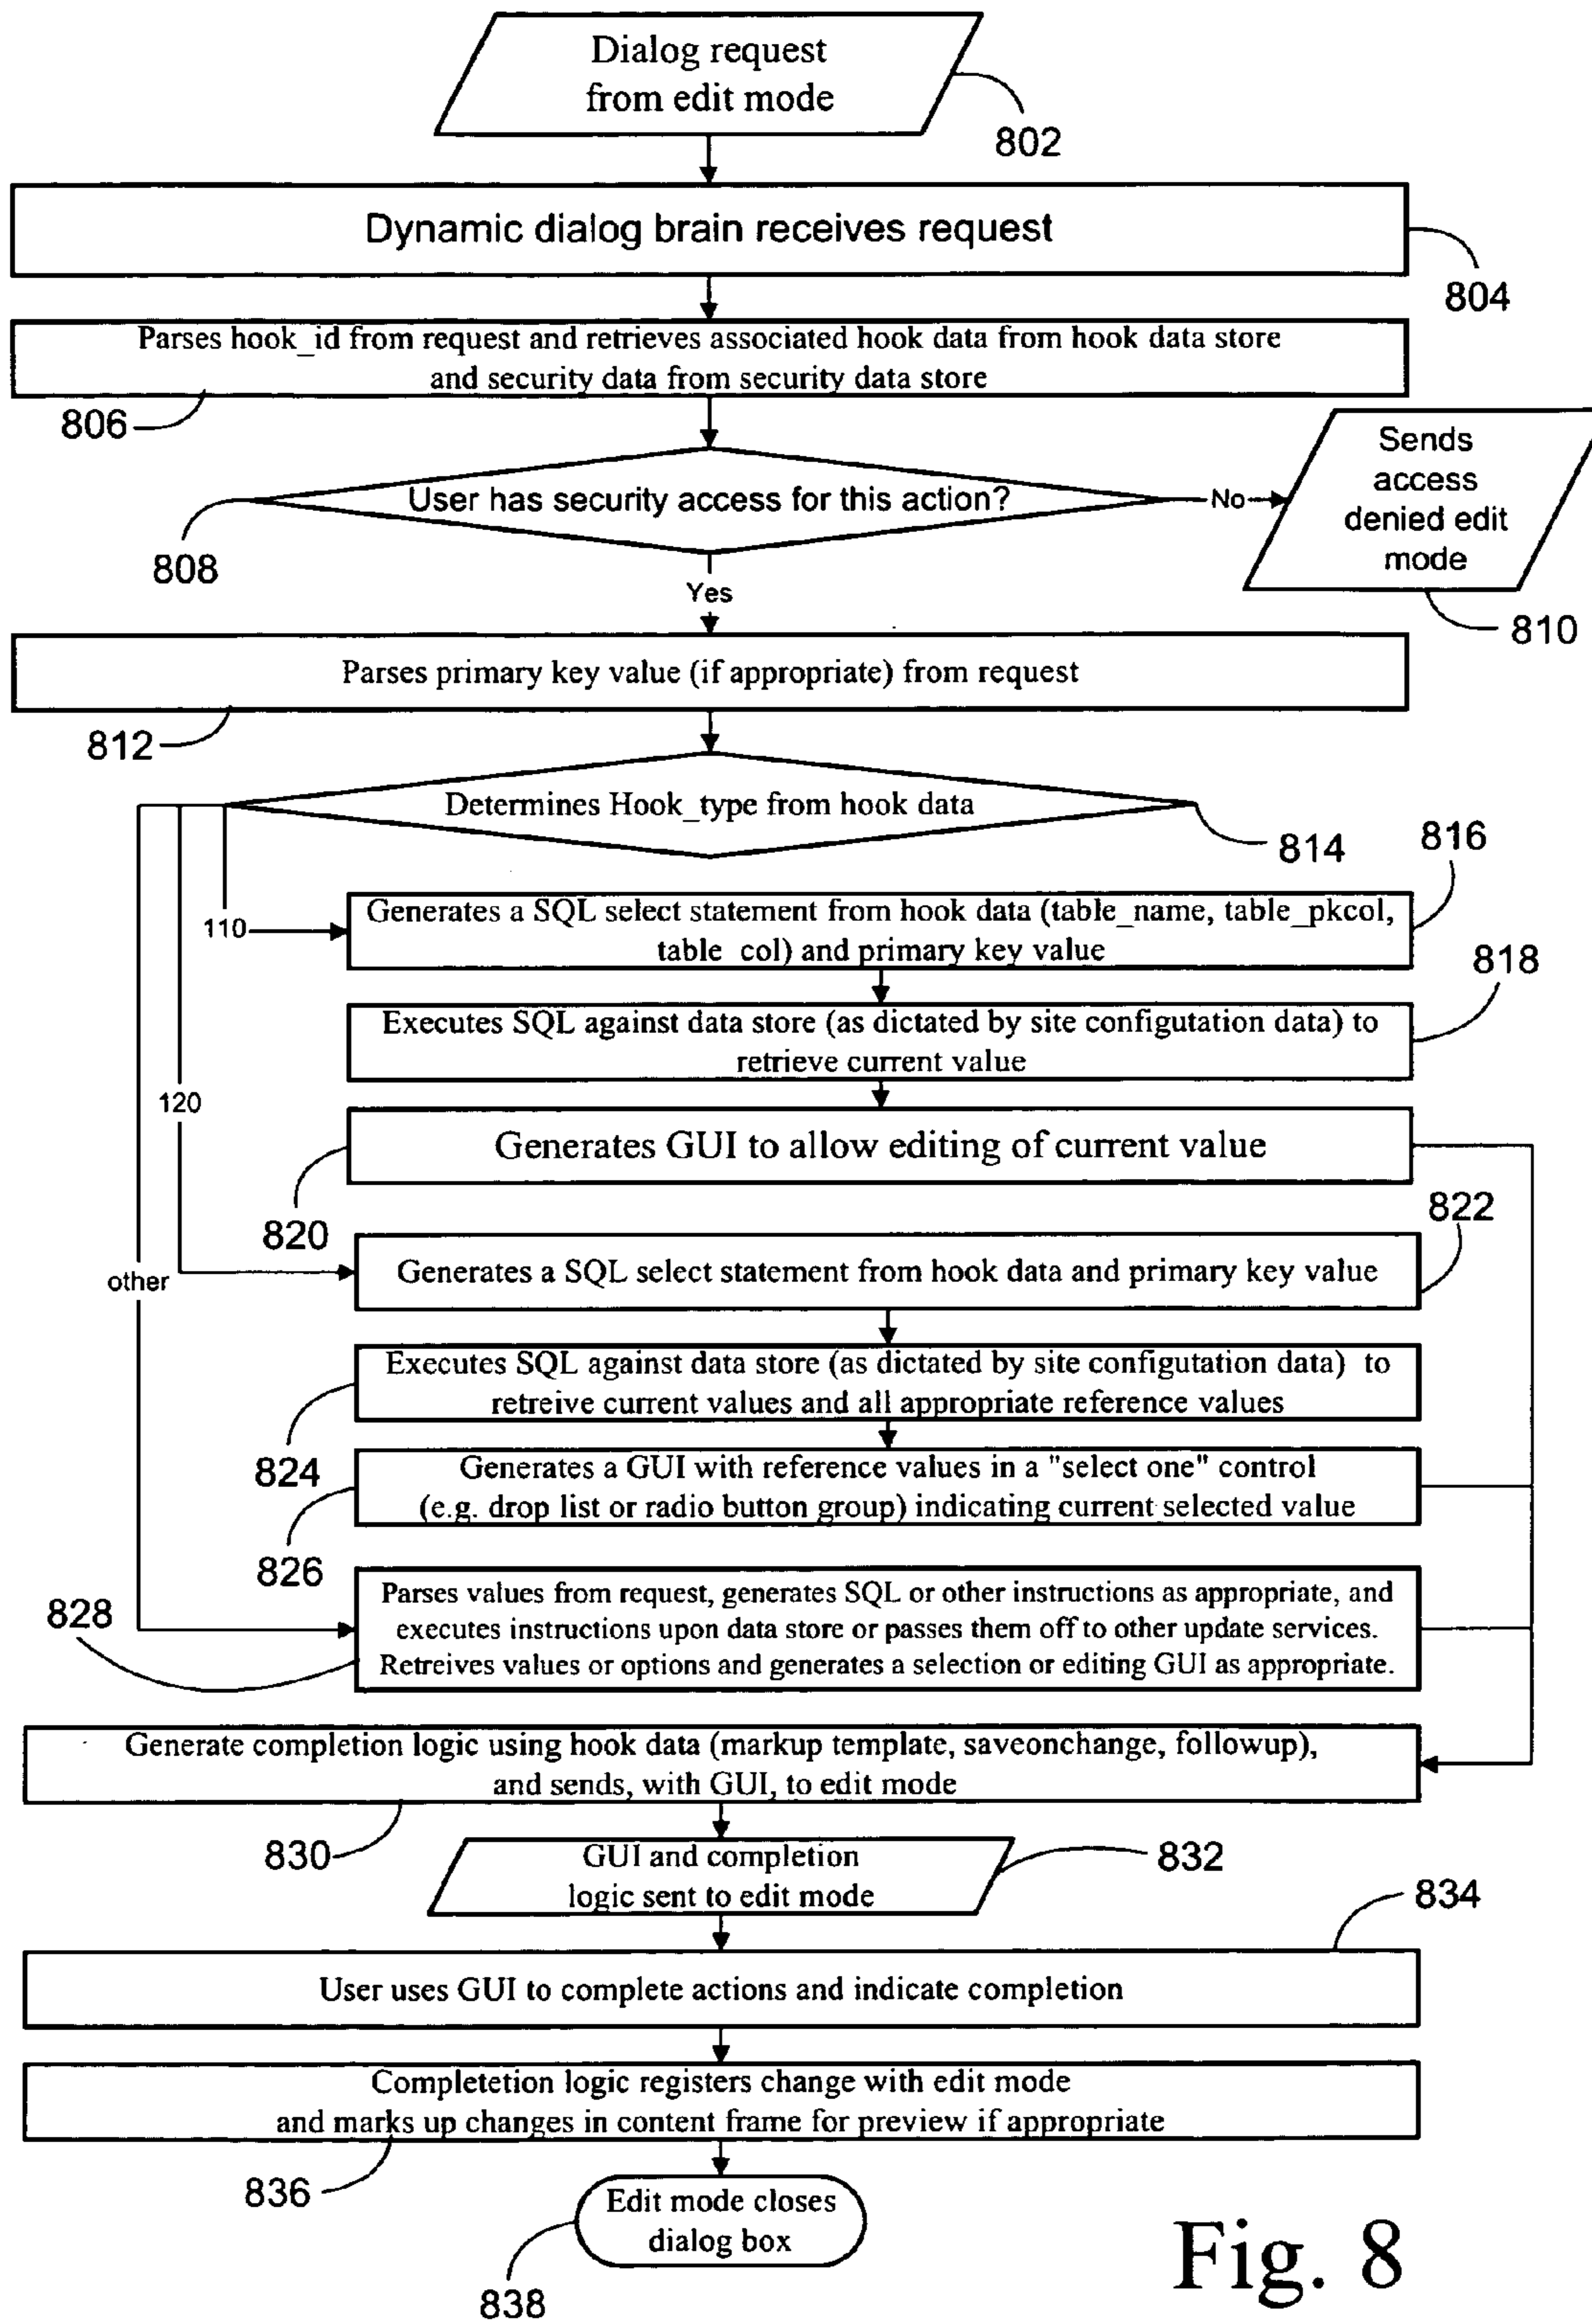 Dialog request
from edit mode
802
Dynamic dialog brain receives request
804
Parses hook_id from request and retrieves associated hook data from hook data store
and security data from security data store
806
User has security access for this action?
No
Sends
access
denied edit
mode
808
Yes
810
Parses primary key value (if appropriate) from request
812
Determines Hook_type from hook data
814
816
110
Generates a SQL select statement from hook data (table_name, table_pkcol,
table_col) and primary key value
818
Executes SQL against data store (as dictated by site configutation data) to
retrieve current value
120
Generates GUI to allow editing of current value
820
822
other
Generates a SQL select statement from hook data and primary key value
Executes SQL against data store (as dictated by site configutation data) to
retreive current values and all appropriate reference values
824
Generates a GUI with reference values in a "select one" control
(e.g. drop list or radio button group) indicating current selected value
826
828
Parses values from request, generates SQL or other instructions as appropriate, and
executes instructions upon data store or passes them off to other update services.
Retreives values or options and generates a selection or editing GUI as appropriate.
Generate completion logic using hook data (markup template, saveonchange, followup),
and sends, with GUI, to edit mode
830
GUI and completion
logic sent to edit mode
832
834
User uses GUI to complete actions and indicate completion
Completetion logic registers change with edit mode
and marks up changes in content frame for preview if appropriate
836
Edit mode closes
dialog box
838
Fig. 8